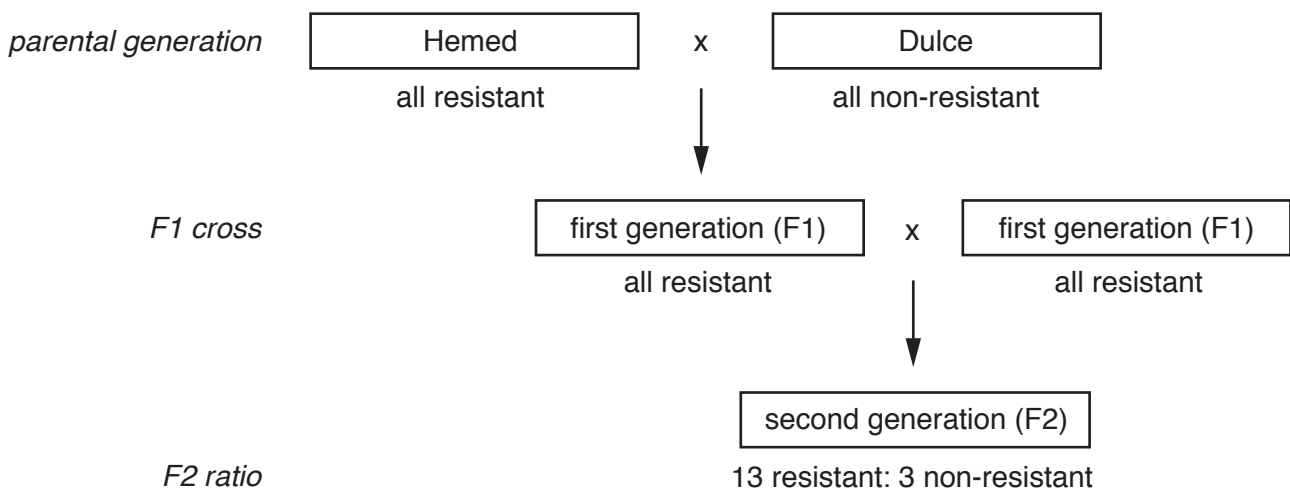 parental generation Hemed x Dulce
all resistant all non-resistant
F1 cross first generation (F1) x first generation (F1)
all resistant all resistant
second generation (F2)
F2 ratio 13 resistant: 3 non-resistant